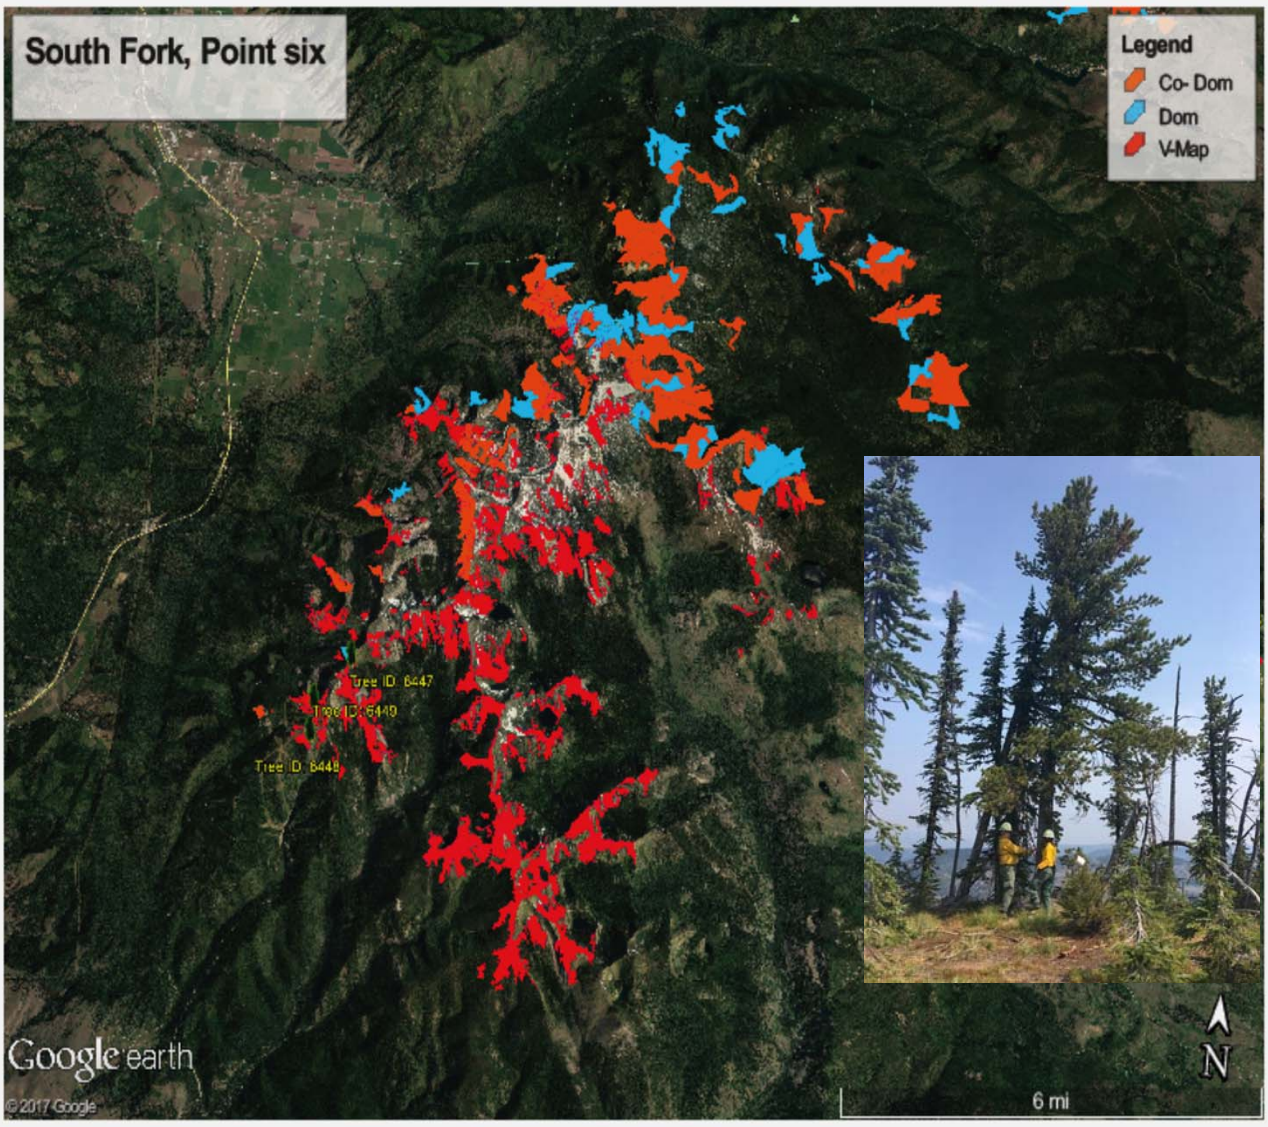 South Fork, Point six
Legend
Co- Dom
Dom
V-Map
Tree ID: 6447
Tree ID: 6449
Tree ID: 6448
Google earth
© 2017 Google
N
6 mi